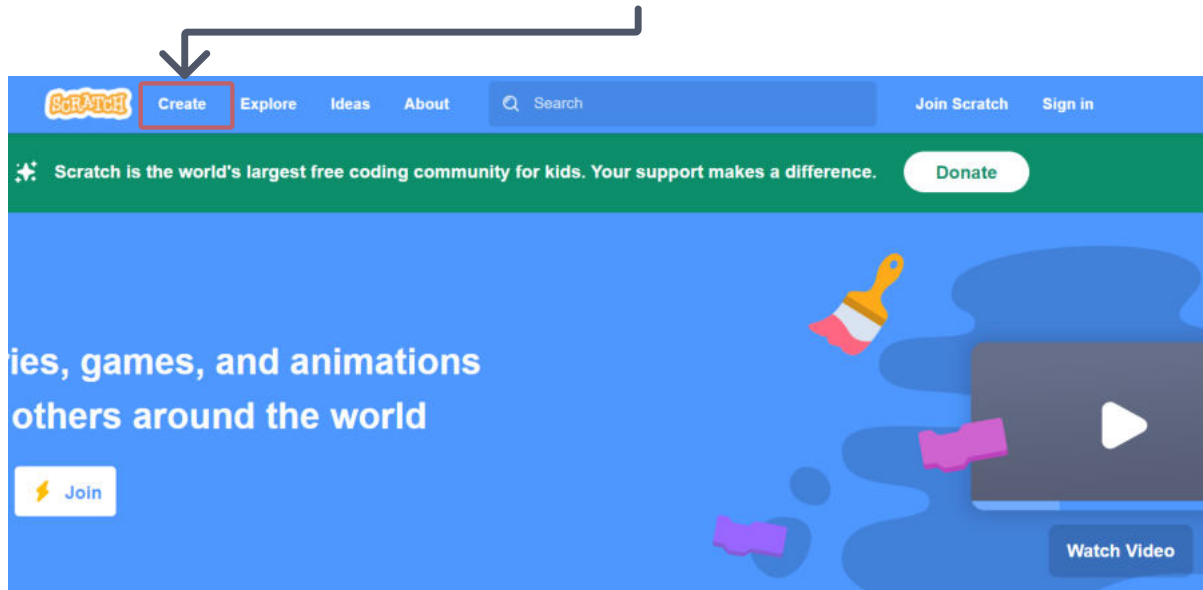 SCRATCH Create Explore Ideas About Search Join Scratch Sign in
Scratch is the world's largest free coding community for kids. Your support makes a difference. Donate
ries, games, and animations
others around the world
Join
Watch Video